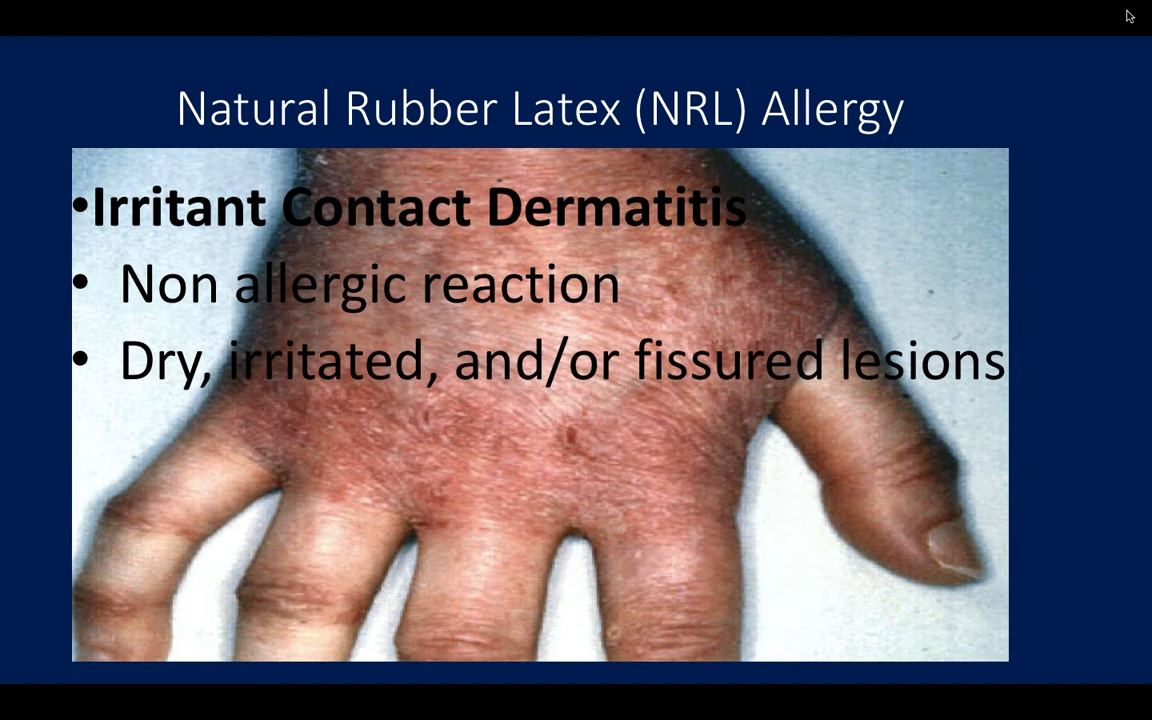 Natural Rubber Latex (NRL) Allergy
•Irritant Contact Dermatitis
• Non allergic reaction
• Dry, irritated, and/or fissured lesions